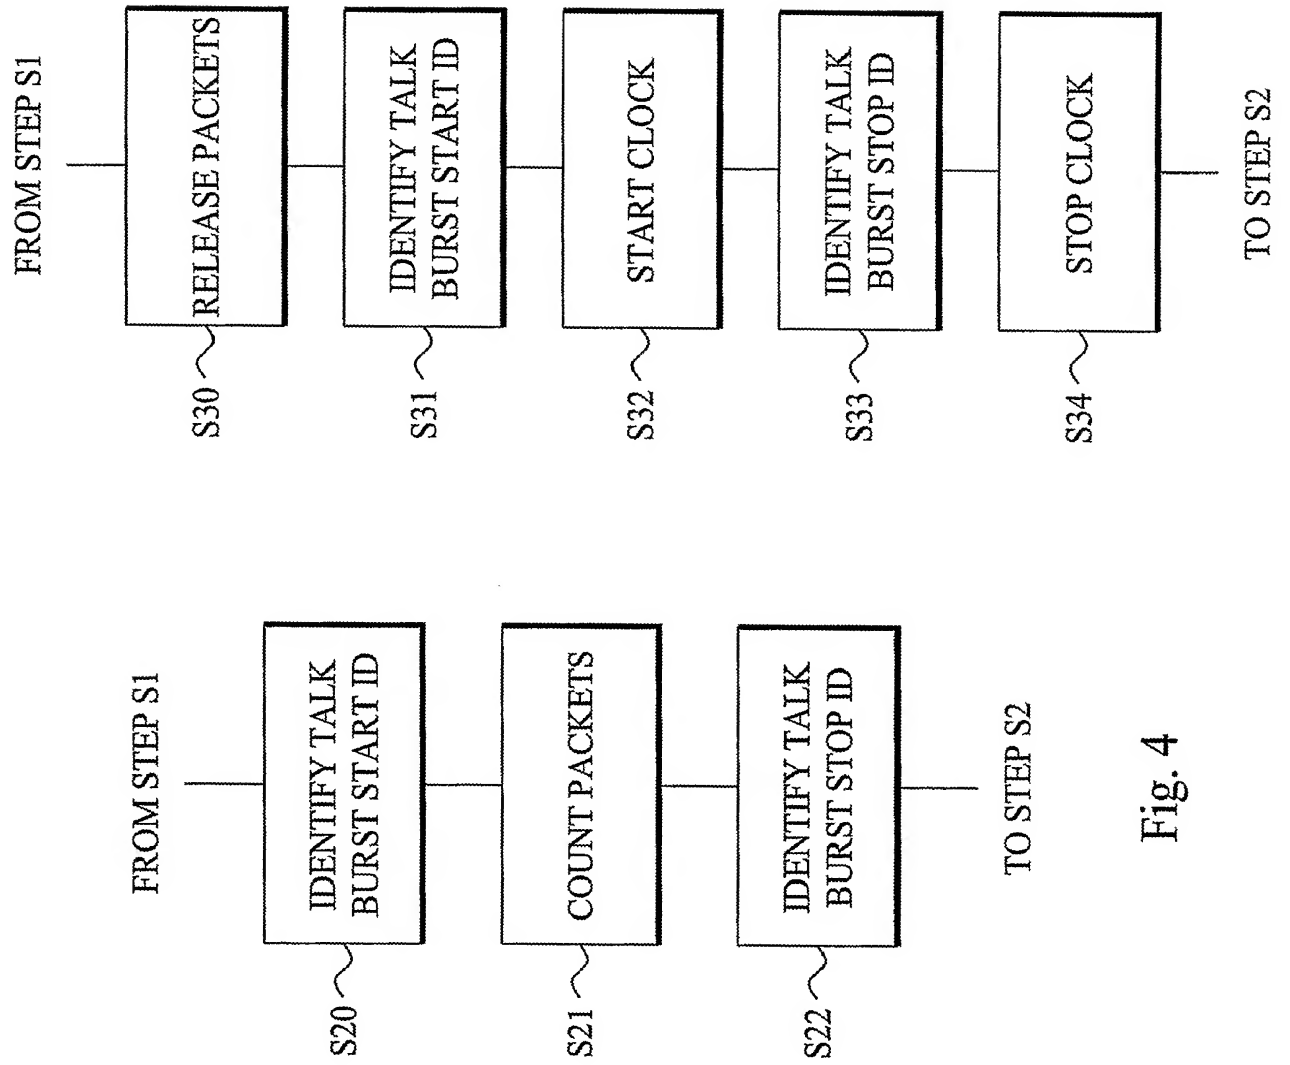 FROM STEP S1
IDENTIFY TALK
BURST START ID
S20
COUNT PACKETS
S21
IDENTIFY TALK
BURST STOP ID
S22
TO STEP S2
Fig. 4
FROM STEP S1
RELEASE PACKETS
S30
IDENTIFY TALK
BURST START ID
S31
START CLOCK
S32
IDENTIFY TALK
BURST STOP ID
S33
STOP CLOCK
S34
TO STEP S2